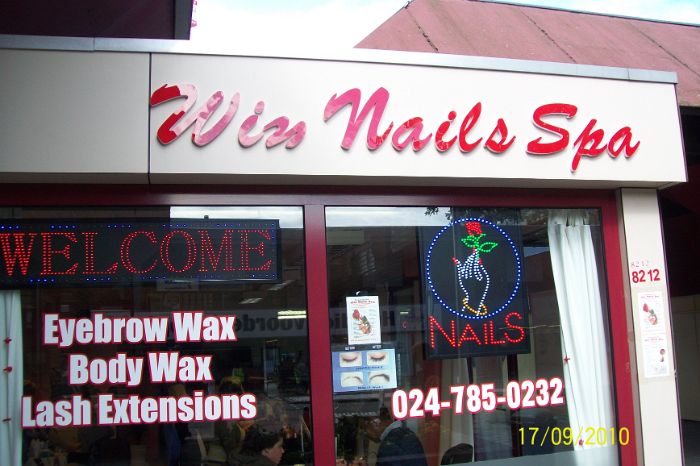 Win Nails Spa
WELCOME
NAILS
Eyebrow Wax
Body Wax
Lash Extensions
024-785-0232
8212
8212
17/09/2010